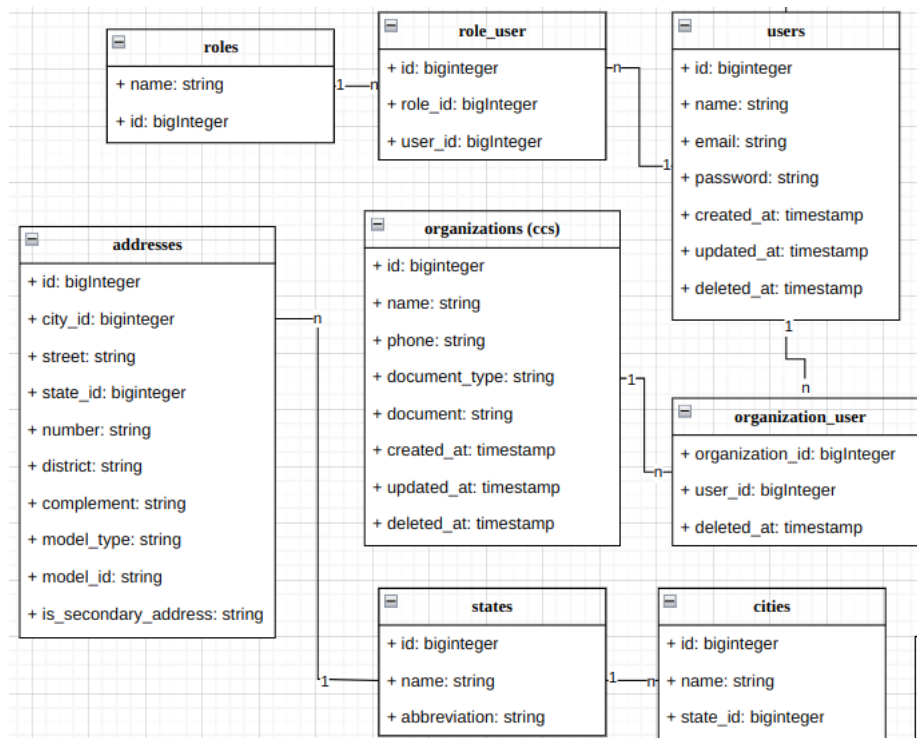 roles
+ name: string
+ id: bigInteger
1
n
role_user
+ id: biginteger
+ role_id: bigInteger
+ user_id: bigInteger
n
1
users
+ id: biginteger
+ name: string
+ email: string
+ password: string
+ created_at: timestamp
+ updated_at: timestamp
+ deleted_at: timestamp
1
n
addresses
+ id: bigInteger
+ city_id: biginteger
+ street: string
+ state_id: biginteger
+ number: string
+ district: string
+ complement: string
+ model_type: string
+ model_id: string
+ is_secondary_address: string
n
1
organizations (ccs)
+ id: biginteger
+ name: string
+ phone: string
+ document_type: string
+ document: string
+ created_at: timestamp
+ updated_at: timestamp
+ deleted_at: timestamp
1
n
organization_user
+ organization_id: bigInteger
+ user_id: bigInteger
+ deleted_at: timestamp
states
+ id: biginteger
+ name: string
+ abbreviation: string
1
n
cities
+ id: biginteger
+ name: string
+ state_id: biginteger